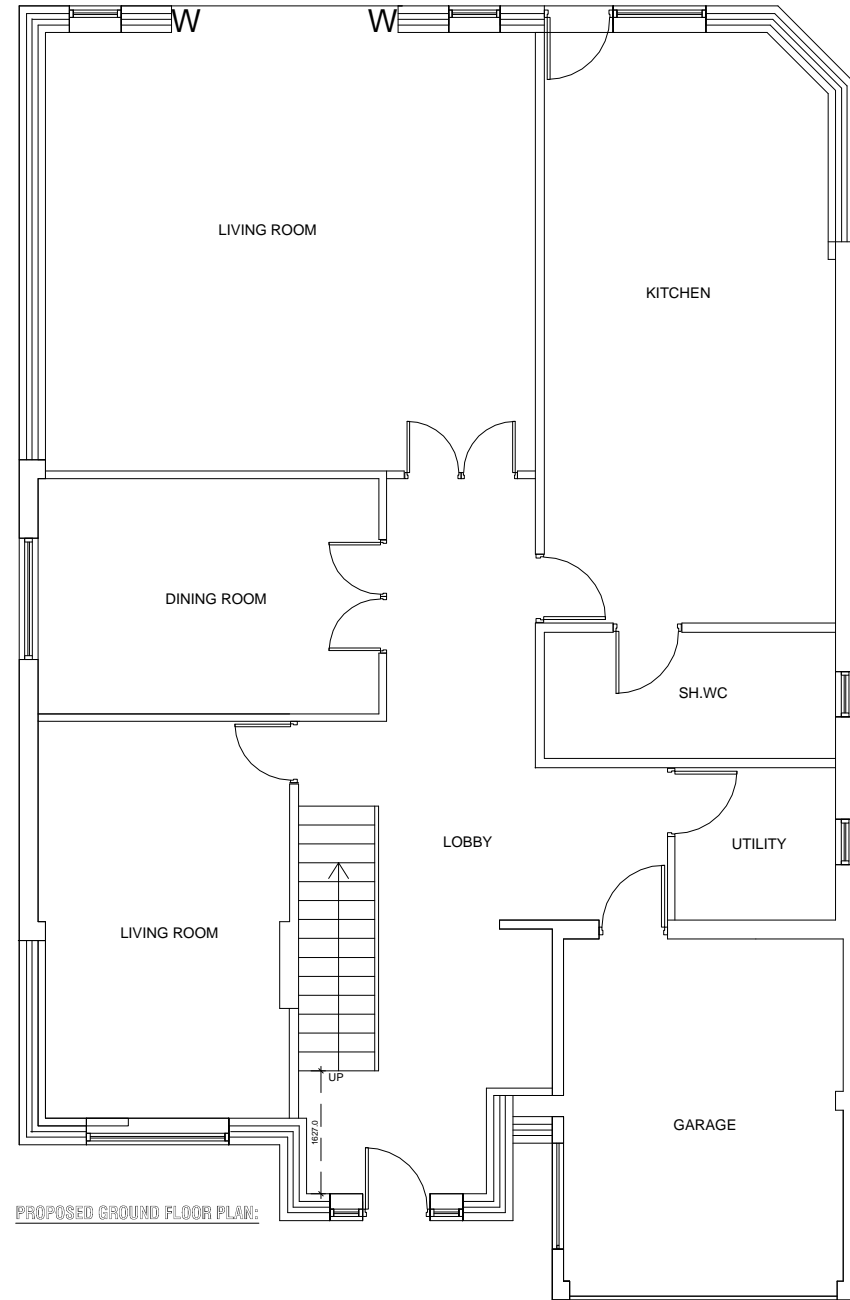 W
W
LIVING ROOM
KITCHEN
DINING ROOM
SH.WC
LOBBY
UTILITY
LIVING ROOM
UP
1627.0
GARAGE
PROPOSED GROUND FLOOR PLAN: